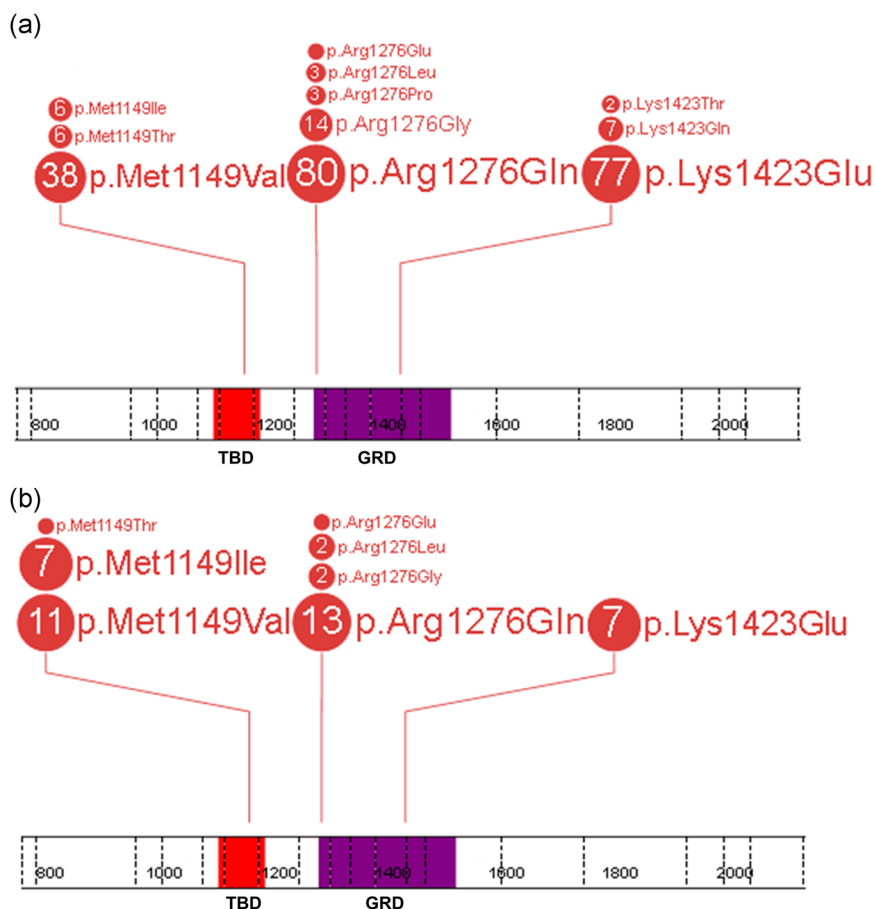 (a)
p.Arg1276Glu
3 p.Arg1276Leu
6 p.Met1149Ile 3 p.Arg1276Pro 2 p.Lys1423Thr
6 p.Met1149Thr 14 p.Arg1276Gly 7 p.Lys1423Gln
38 p.Met1149Val 80 p.Arg1276Gln 77 p.Lys1423Glu
800 1000 1200 1400 1600 1800 2000
TBD GRD
(b)
p.Met1149Thr p.Arg1276Glu
7 p.Met1149Ile 2 p.Arg1276Leu
2 p.Arg1276Gly
11 p.Met1149Val 13 p.Arg1276Gln 7 p.Lys1423Glu
800 1000 1200 1400 1600 1800 2000
TBD GRD